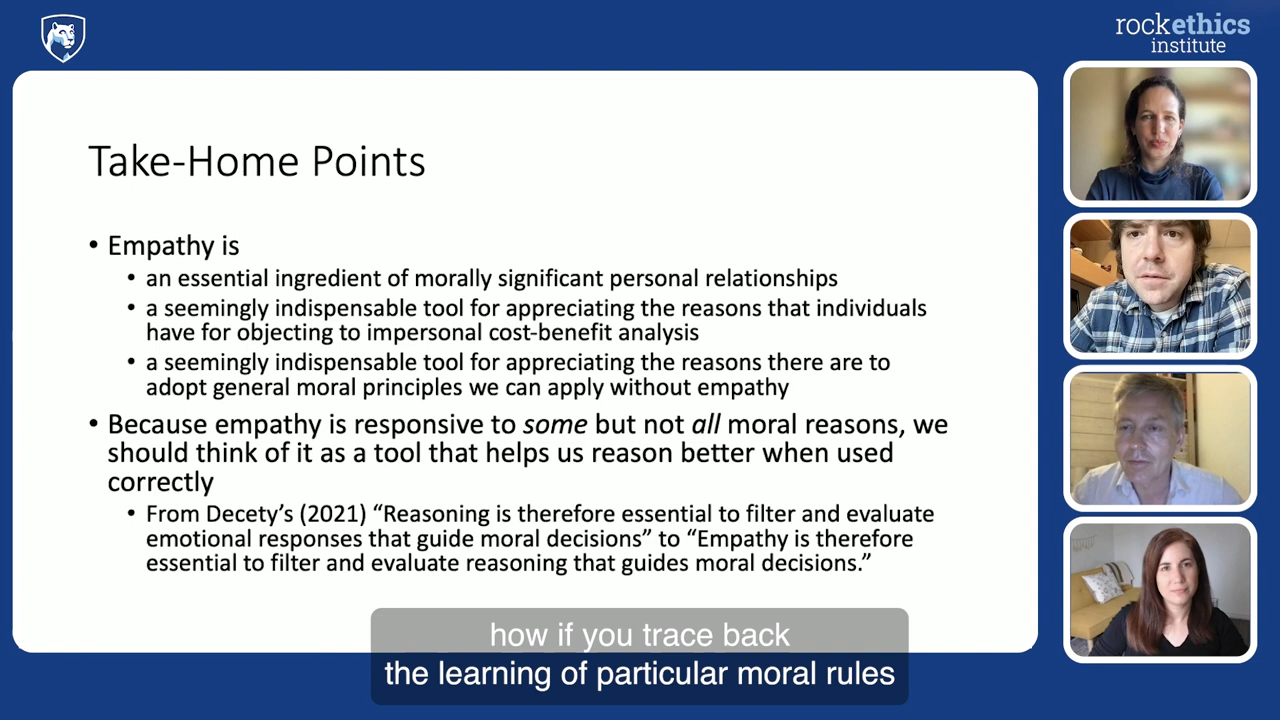 rockethics
institute
Take-Home Points
• Empathy is
• an essential ingredient of morally significant personal relationships
• a seemingly indispensable tool for appreciating the reasons that individuals
have for objecting to impersonal cost-benefit analysis
• a seemingly indispensable tool for appreciating the reasons there are to
adopt general moral principles we can apply without empathy
• Because empathy is responsive to some but not all moral reasons, we
should think of it as a tool that helps us reason better when used
correctly
• From Decety’s (2021) “Reasoning is therefore essential to filter and evaluate
emotional responses that guide moral decisions” to “Empathy is therefore
essential to filter and evaluate reasoning that guides moral decisions.”
how if you trace back
the learning of particular moral rules